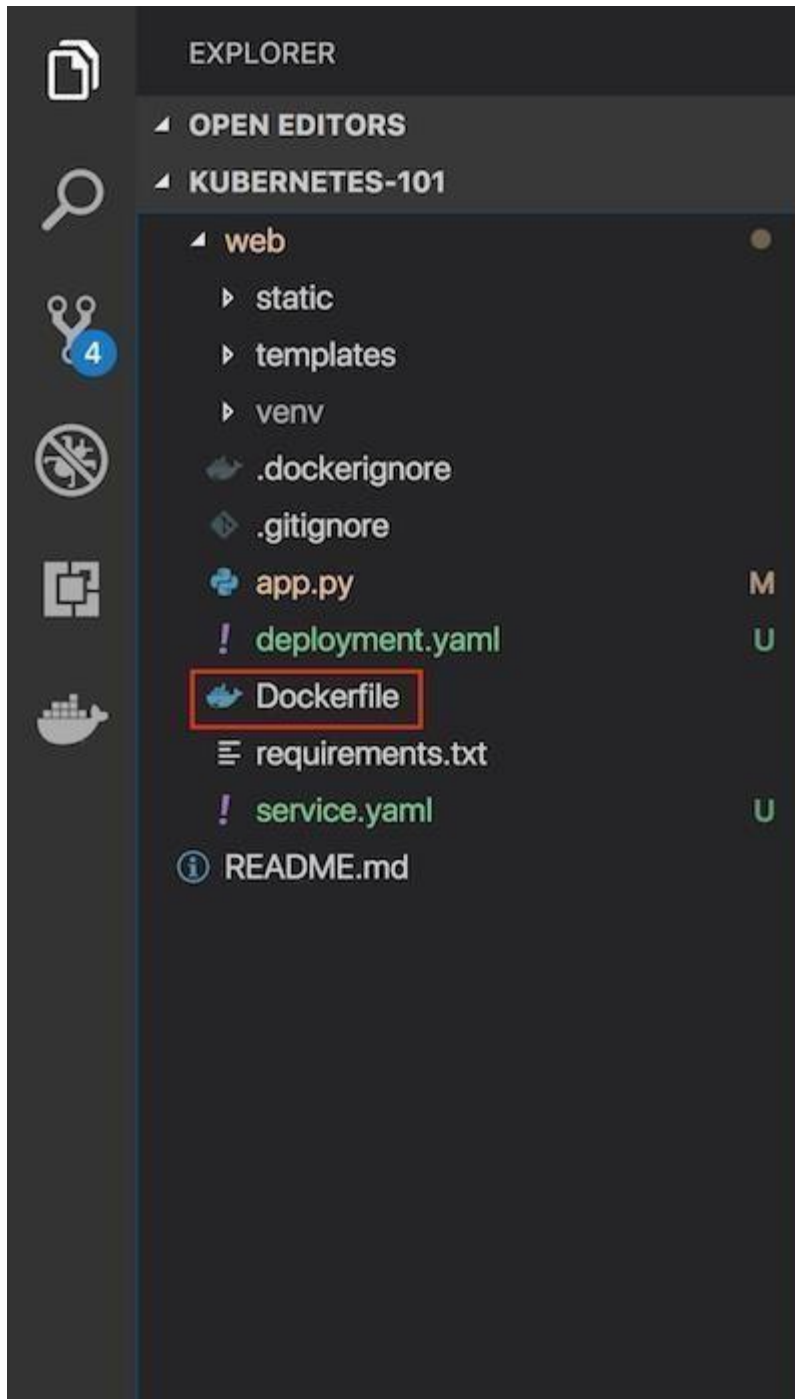 EXPLORER
OPEN EDITORS
KUBERNETES-101
web
static
templates
4
venv
.dockerignore
.gitignore
app.py M
deployment.yaml U
Dockerfile
requirements.txt
service.yaml U
README.md